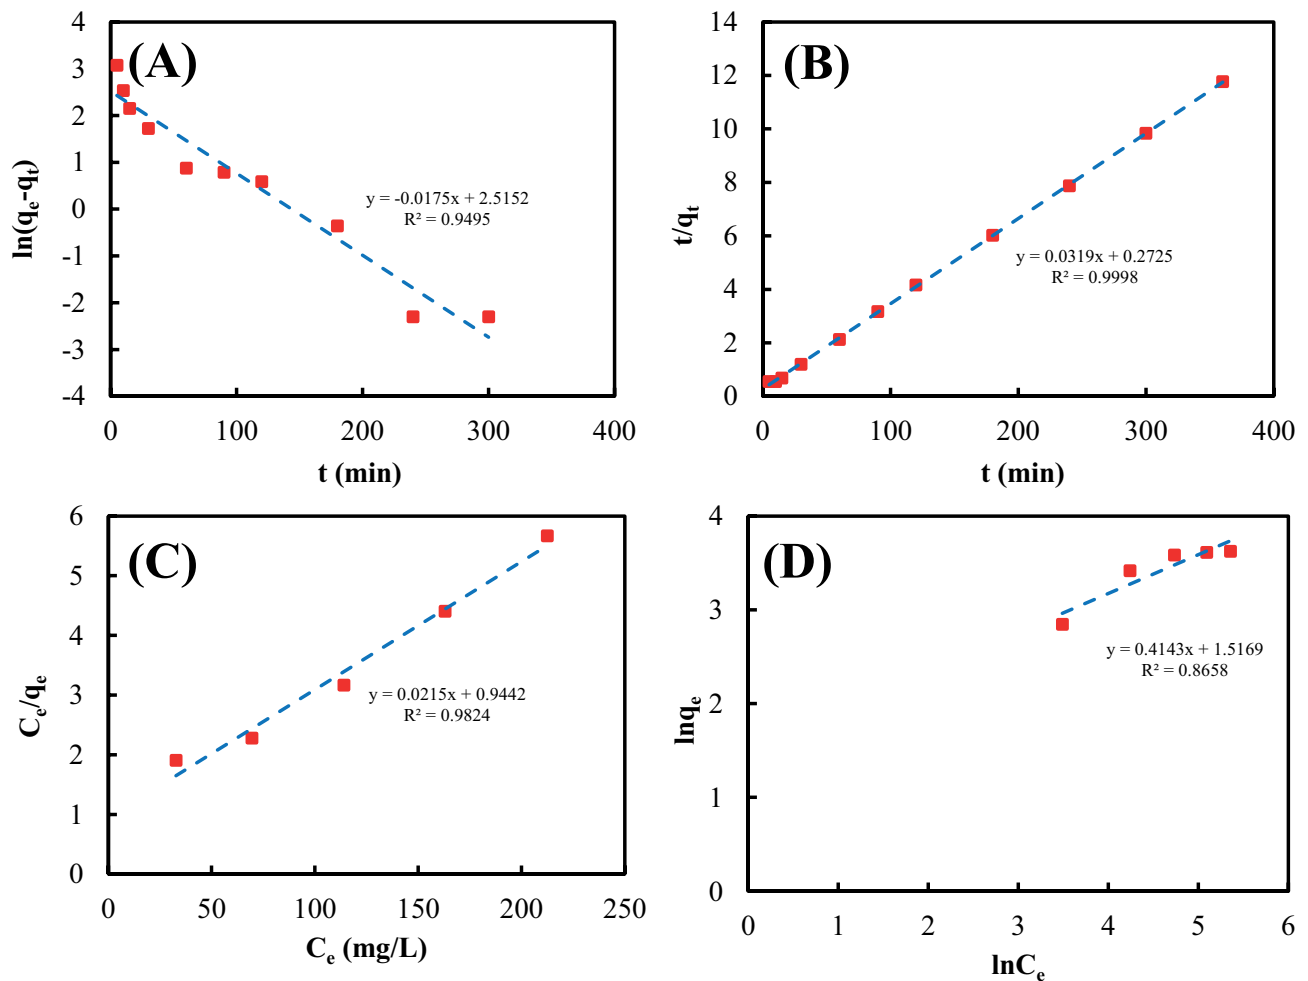 (A)
4
3
2
1
0
-1
-2
-3
-4
ln(qₑ-qₜ)
y = -0.0175x + 2.5152
R² = 0.9495
0 100 200 300 400
t (min)
(B)
14
12
10
8
6
4
2
0
t/qₜ
y = 0.0319x + 0.2725
R² = 0.9998
0 100 200 300 400
t (min)
(C)
6
5
4
3
2
1
0
Cₑ/qₑ
y = 0.0215x + 0.9442
R² = 0.9824
0 50 100 150 200 250
Cₑ (mg/L)
(D)
4
3
2
1
0
lnqₑ
y = 0.4143x + 1.5169
R² = 0.8658
0 1 2 3 4 5 6
lnCₑ